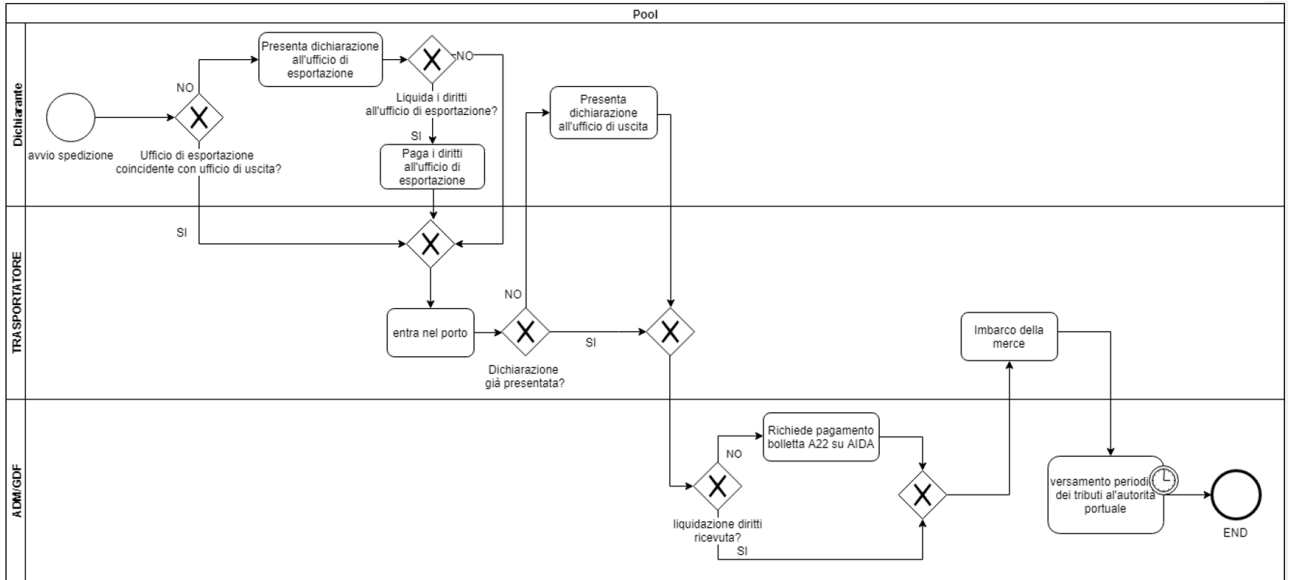 Pool
Dichiarante
avvio spedizione
NO
Ufficio di esportazione
coincidente con ufficio di uscita?
SI
Presenta dichiarazione
all'ufficio di
esportazione
NO
Liquida i diritti
all'ufficio di esportazione?
SI
Paga i diritti
all'ufficio di
esportazione
Presenta
dichiarazione
all'ufficio di uscita
TRASPORTATORE
entra nel porto
NO
SI
Dichiarazione
già presentata?
Imbarco della
merce
ADM/GDF
NO
liquidazione diritti
ricevuta?
SI
Richiede pagamento
bolletta A22 su AIDA
versamento periodi
dei tributi al'autorità
portuale
END